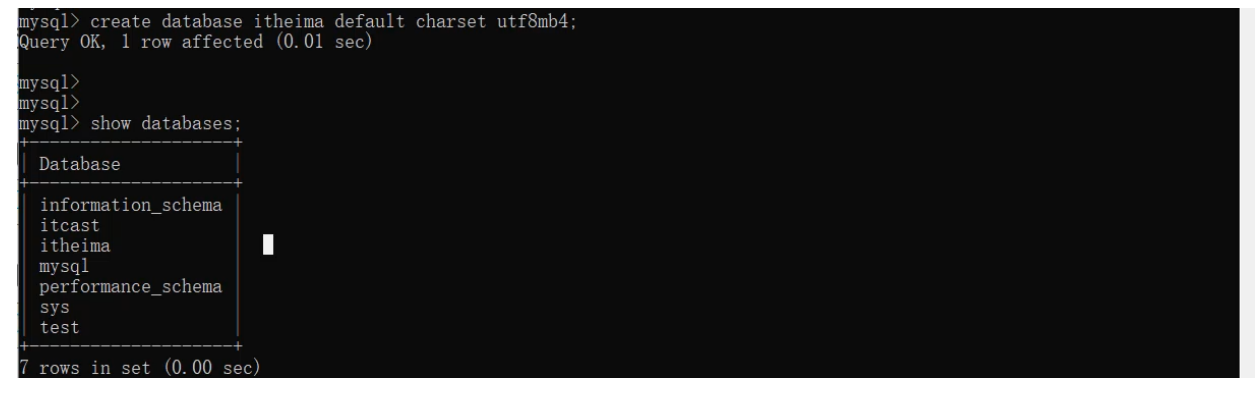 mysql> create database itheima default charset utf8mb4;
Query OK, 1 row affected (0.01 sec)
mysql>
mysql>
mysql> show databases;
+--------------------+
| Database           |
+--------------------+
| information_schema |
| itcast             |
| itheima            |
| mysql              |
| performance_schema |
| sys                |
| test               |
+--------------------+
7 rows in set (0.00 sec)